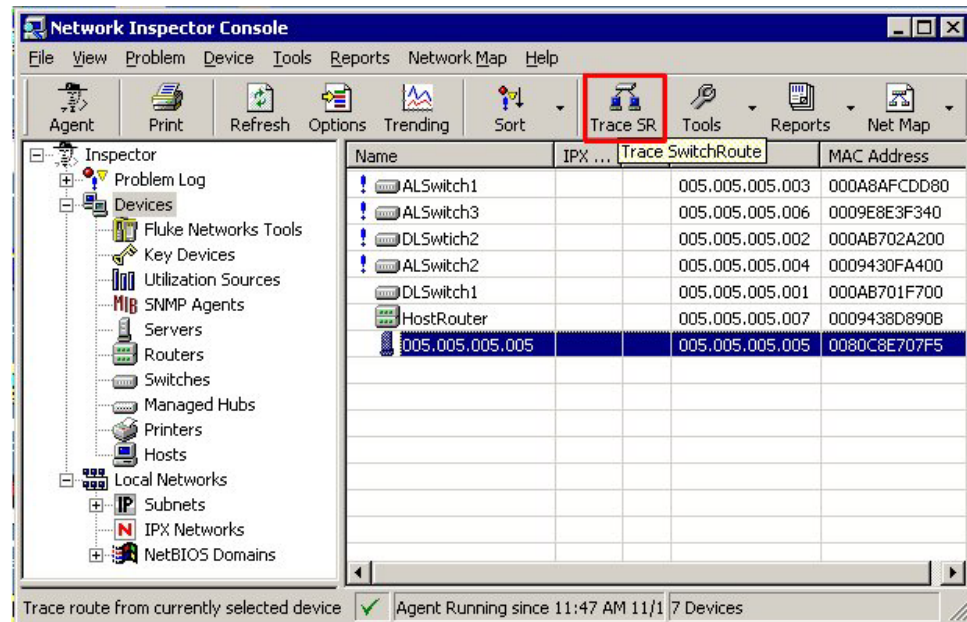 Network Inspector Console
File View Problem Device Tools Reports Network Map Help
Agent Print Refresh Options Trending Sort Trace SR Tools Reports Net Map
Trace SwitchRoute
Inspector
Problem Log
Devices
Fluke Networks Tools
Key Devices
Utilization Sources
MIB SNMP Agents
Servers
Routers
Switches
Managed Hubs
Printers
Hosts
Local Networks
IP Subnets
N IPX Networks
NetBIOS Domains
Name IPX ... MAC Address
ALSwitch1 005.005.005.003 000A8AFCDD80
ALSwitch3 005.005.005.006 0009E8E3F340
DLSwtich2 005.005.005.002 000AB702A200
ALSwitch2 005.005.005.004 0009430FA400
DLSwitch1 005.005.005.001 000AB701F700
HostRouter 005.005.005.007 0009438D890B
005.005.005.005 005.005.005.005 0080C8E707F5
Trace route from currently selected device Agent Running since 11:47 AM 11/1 7 Devices